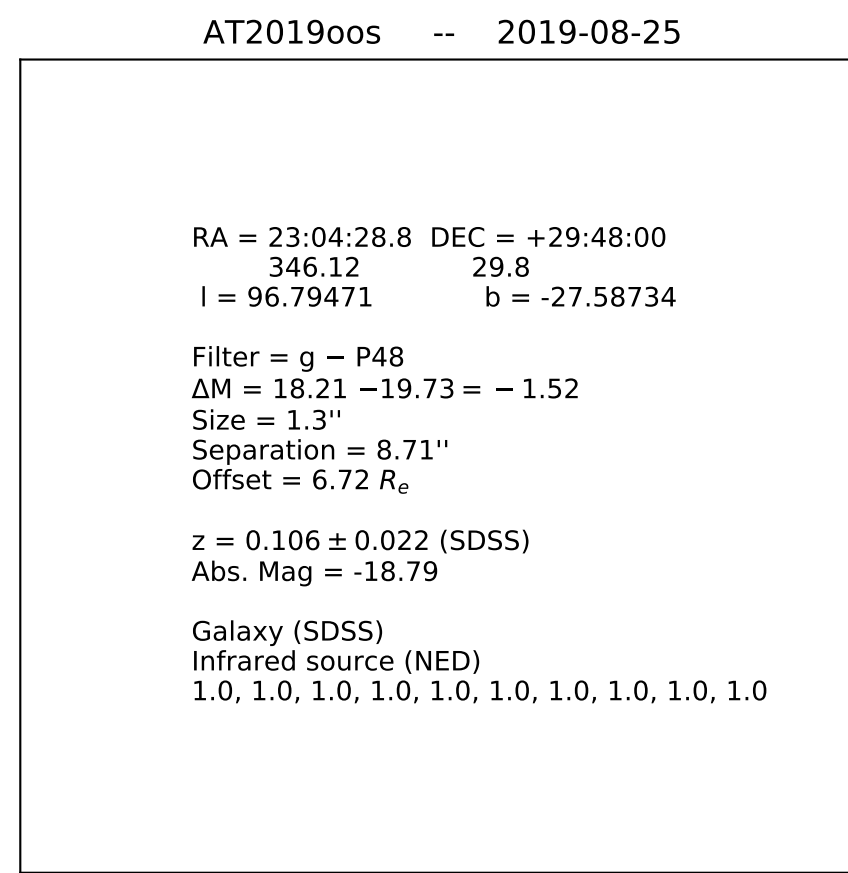 AT2019oos -- 2019-08-25
RA = 23:04:28.8 DEC = +29:48:00
346.12 29.8
l = 96.79471 b = -27.58734
Filter = g − P48
ΔM = 18.21 −19.73 = − 1.52
Size = 1.3''
Separation = 8.71''
Offset = 6.72 Rₑ
z = 0.106 ± 0.022 (SDSS)
Abs. Mag = -18.79
Galaxy (SDSS)
Infrared source (NED)
1.0, 1.0, 1.0, 1.0, 1.0, 1.0, 1.0, 1.0, 1.0, 1.0